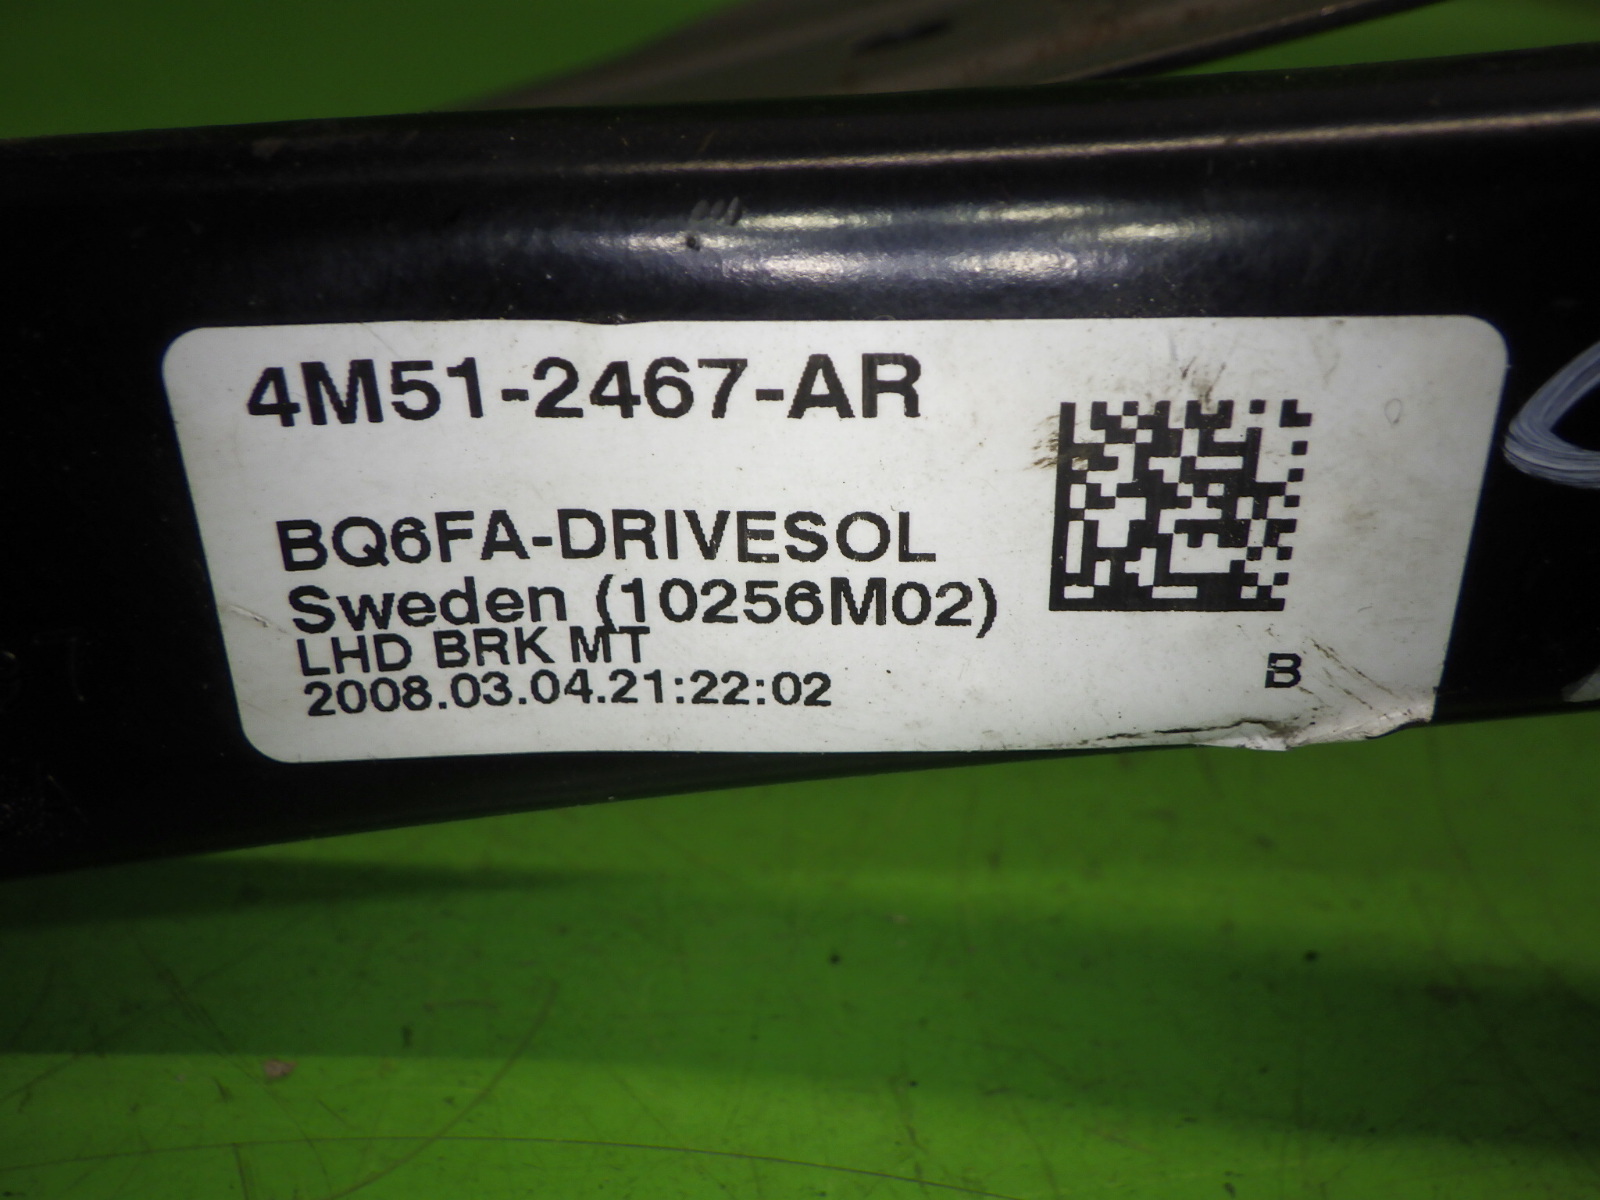 4M51-2467-AR
BQ6FA-DRIVESOL
Sweden (10256M02)
LHD BRK MT
2008.03.04.21:22:02
B